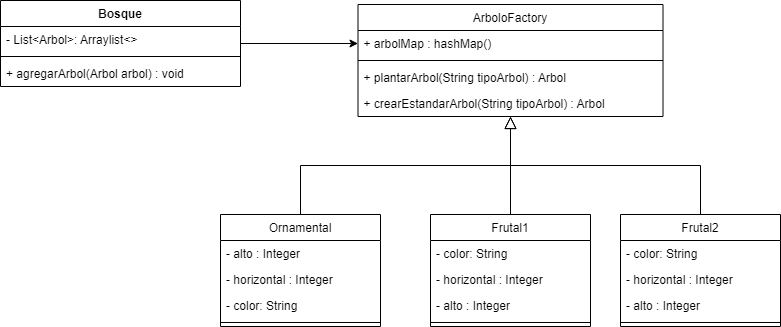 Bosque
- List<Arbol>: Arraylist<>
+ agregarArbol(Arbol arbol) : void
ArboloFactory
+ arbolMap : hashMap()
+ plantarArbol(String tipoArbol) : Arbol
+ crearEstandarArbol(String tipoArbol) : Arbol
Ornamental
- alto : Integer
- horizontal : Integer
- color: String
Frutal1
- color: String
- horizontal : Integer
- alto : Integer
Frutal2
- color: String
- horizontal : Integer
- alto : Integer